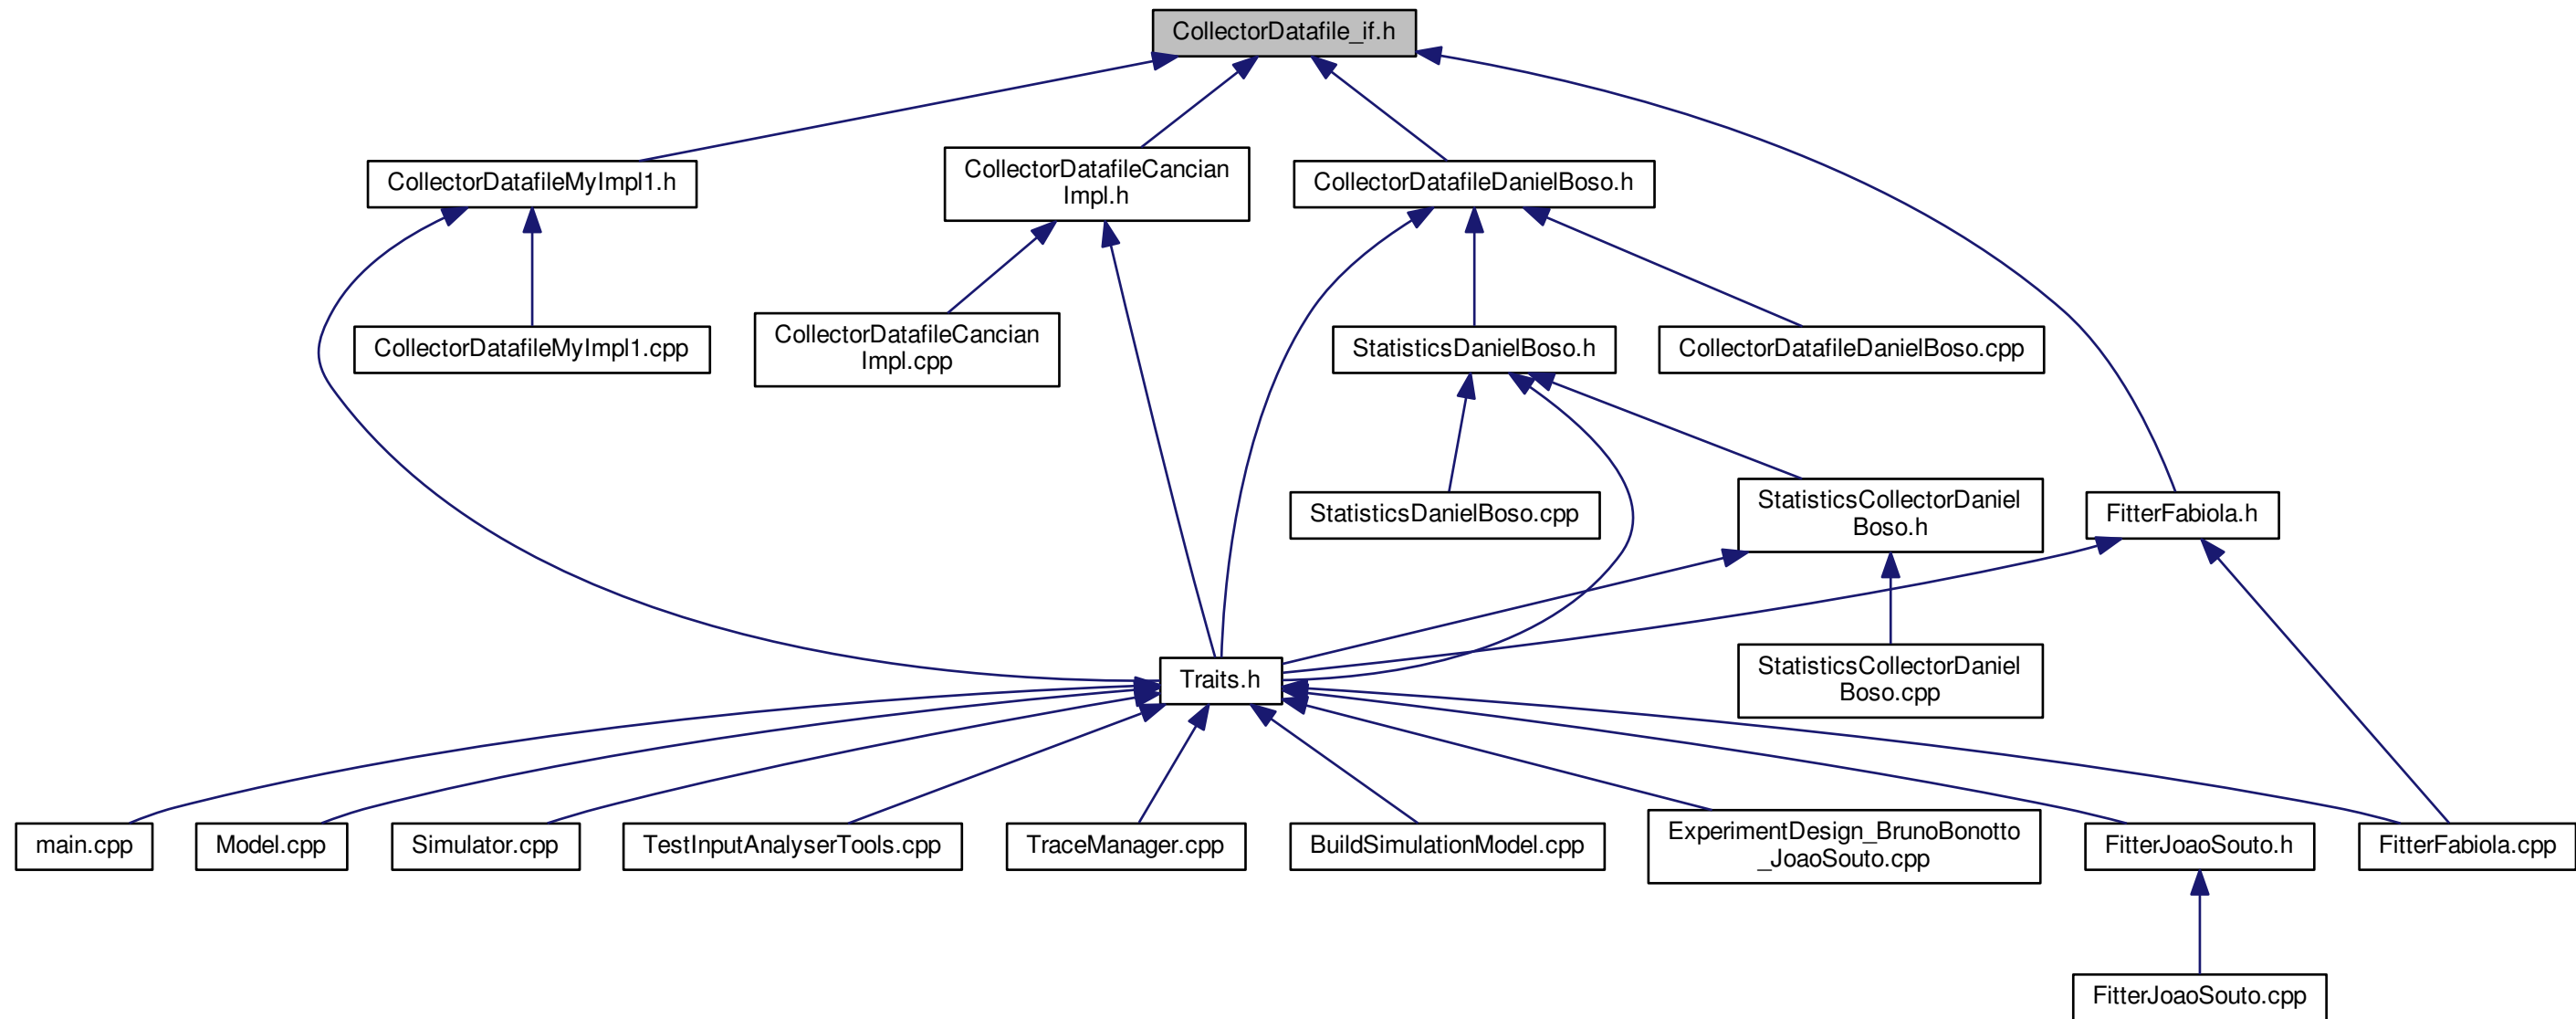 CollectorDatafile_if.h
CollectorDatafileMyImpl1.h
CollectorDatafileCancian
Impl.h
CollectorDatafileDanielBoso.h
CollectorDatafileMyImpl1.cpp
CollectorDatafileCancian
Impl.cpp
StatisticsDanielBoso.h
CollectorDatafileDanielBoso.cpp
StatisticsDanielBoso.cpp
StatisticsCollectorDaniel
Boso.h
FitterFabiola.h
Traits.h
StatisticsCollectorDaniel
Boso.cpp
main.cpp
Model.cpp
Simulator.cpp
TestInputAnalyserTools.cpp
TraceManager.cpp
BuildSimulationModel.cpp
ExperimentDesign_BrunoBonotto
_JoaoSouto.cpp
FitterJoaoSouto.h
FitterFabiola.cpp
FitterJoaoSouto.cpp